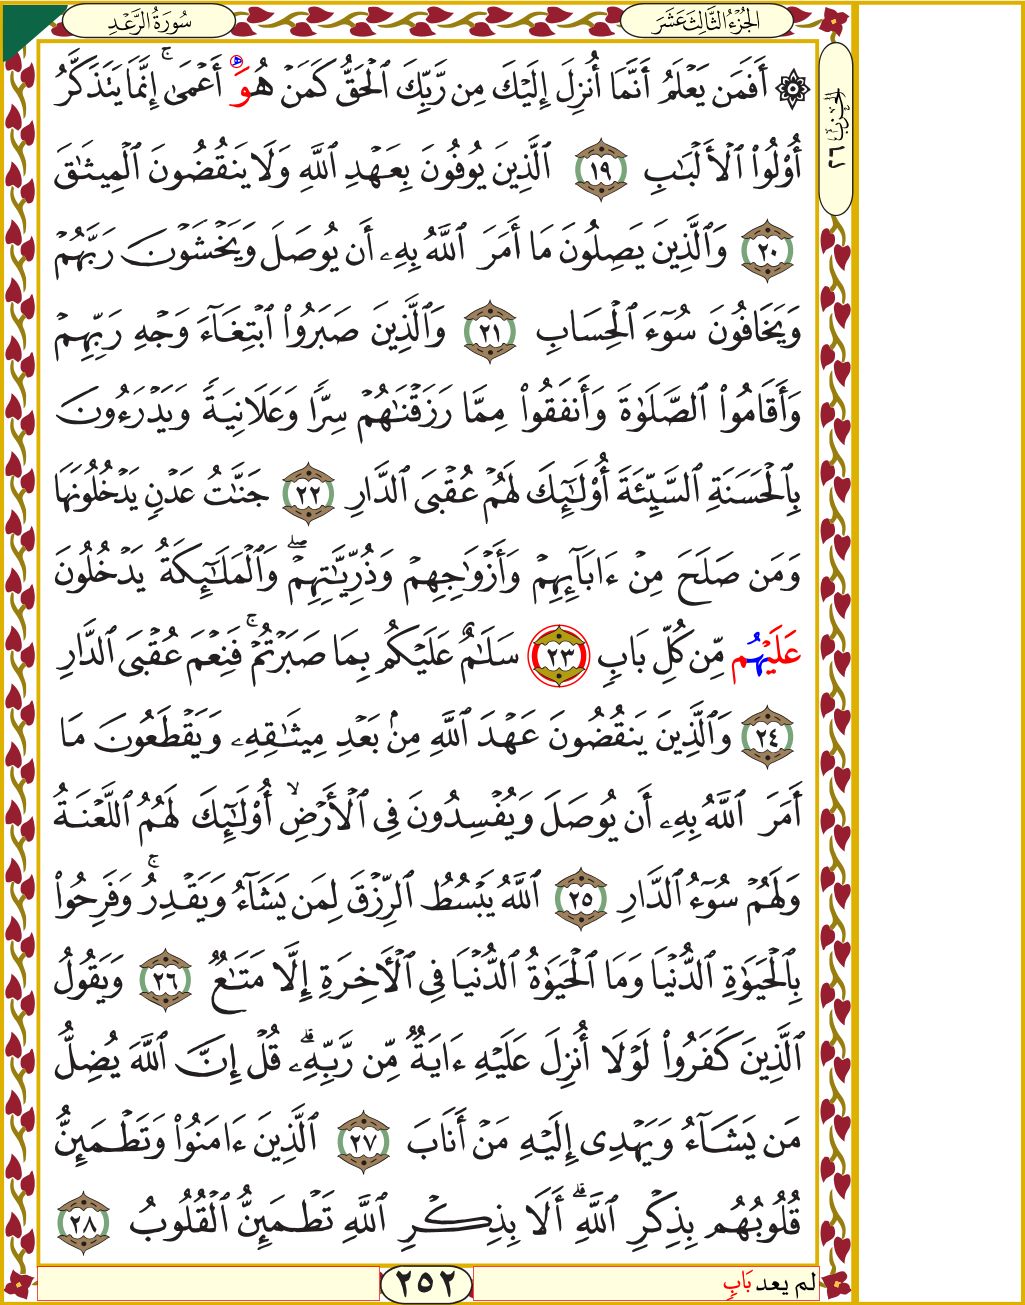 سُورَةُ الرَّعْدِ
الجُزْءُ الثَّالِثَ عَشَرَ
الحزب ٢٦
۞ أَفَمَن يَعْلَمُ أَنَّمَا أُنزِلَ إِلَيْكَ مِن رَّبِّكَ ٱلْحَقُّ كَمَنْ هُوَ أَعْمَىٰٓ ۚ إِنَّمَا يَتَذَكَّرُ
أُو۟لُوا۟ ٱلْأَلْبَٰبِ ١٩ ٱلَّذِينَ يُوفُونَ بِعَهْدِ ٱللَّهِ وَلَا يَنقُضُونَ ٱلْمِيثَٰقَ
٢٠ وَٱلَّذِينَ يَصِلُونَ مَا أَمَرَ ٱللَّهُ بِهِۦ أَن يُوصَلَ وَيَخْشَوْنَ رَبَّهُمْ
وَيَخَافُونَ سُوٓءَ ٱلْحِسَابِ ٢١ وَٱلَّذِينَ صَبَرُوا۟ ٱبْتِغَآءَ وَجْهِ رَبِّهِمْ
وَأَقَامُوا۟ ٱلصَّلَوٰةَ وَأَنفَقُوا۟ مِمَّا رَزَقْنَٰهُمْ سِرًّا وَعَلَانِيَةً وَيَدْرَءُونَ
بِٱلْحَسَنَةِ ٱلسَّيِّئَةَ أُو۟لَٰٓئِكَ لَهُمْ عُقْبَى ٱلدَّارِ ٢٢ جَنَّٰتُ عَدْنٍ يَدْخُلُونَهَا
وَمَن صَلَحَ مِنْ ءَابَآئِهِمْ وَأَزْوَٰجِهِمْ وَذُرِّيَّٰتِهِمْ ۖ وَٱلْمَلَٰٓئِكَةُ يَدْخُلُونَ
عَلَيْهُم مِّن كُلِّ بَابٍ ٢٣ سَلَٰمٌ عَلَيْكُم بِمَا صَبَرْتُمْ ۚ فَنِعْمَ عُقْبَى ٱلدَّارِ
٢٤ وَٱلَّذِينَ يَنقُضُونَ عَهْدَ ٱللَّهِ مِنۢ بَعْدِ مِيثَٰقِهِۦ وَيَقْطَعُونَ مَا
أَمَرَ ٱللَّهُ بِهِۦ أَن يُوصَلَ وَيُفْسِدُونَ فِى ٱلْأَرْضِ ۙ أُو۟لَٰٓئِكَ لَهُمُ ٱللَّعْنَةُ
وَلَهُمْ سُوٓءُ ٱلدَّارِ ٢٥ ٱللَّهُ يَبْسُطُ ٱلرِّزْقَ لِمَن يَشَآءُ وَيَقْدِرُ ۚ وَفَرِحُوا۟
بِٱلْحَيَوٰةِ ٱلدُّنْيَا وَمَا ٱلْحَيَوٰةُ ٱلدُّنْيَا فِى ٱلْأَخِرَةِ إِلَّا مَتَٰعٌ ٢٦ وَيَقُولُ
ٱلَّذِينَ كَفَرُوا۟ لَوْلَا أُنزِلَ عَلَيْهِ ءَايَةٌ مِّن رَّبِّهِۦ ۗ قُلْ إِنَّ ٱللَّهَ يُضِلُّ
مَن يَشَآءُ وَيَهْدِى إِلَيْهِ مَنْ أَنَابَ ٢٧ ٱلَّذِينَ ءَامَنُوا۟ وَتَطْمَئِنُّ
قُلُوبُهُم بِذِكْرِ ٱللَّهِ ۗ أَلَا بِذِكْرِ ٱللَّهِ تَطْمَئِنُّ ٱلْقُلُوبُ ٢٨
لم يعد بَابٍ
٢٥٢